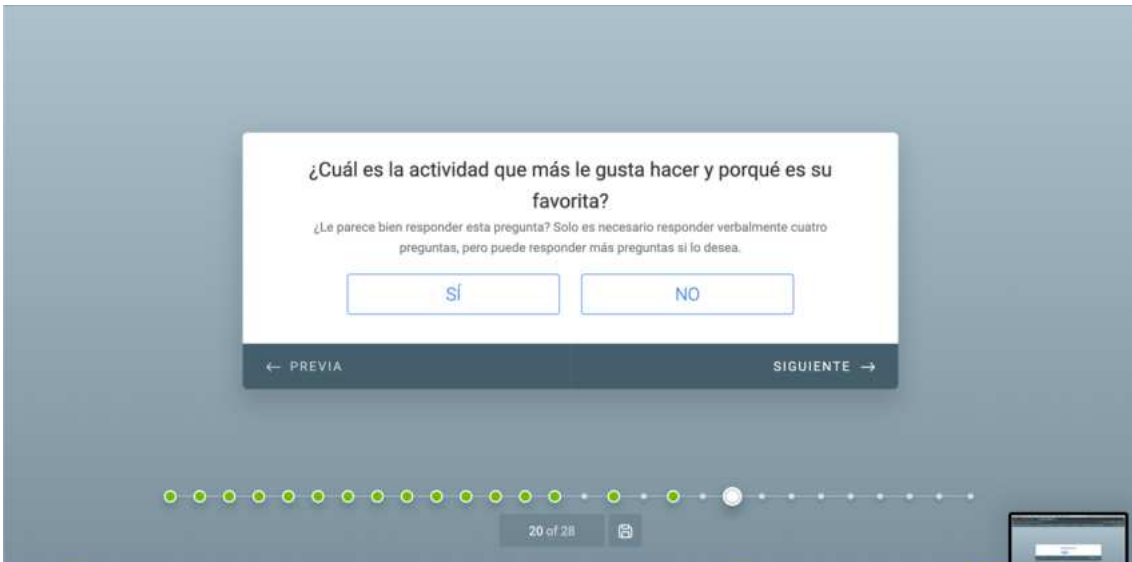 ¿Cuál es la actividad que más le gusta hacer y porqué es su
favorita?
¿Le parece bien responder esta pregunta? Solo es necesario responder verbalmente cuatro
preguntas, pero puede responder más preguntas si lo desea.
SÍ
NO
← PREVIA
SIGUIENTE →
20 of 28